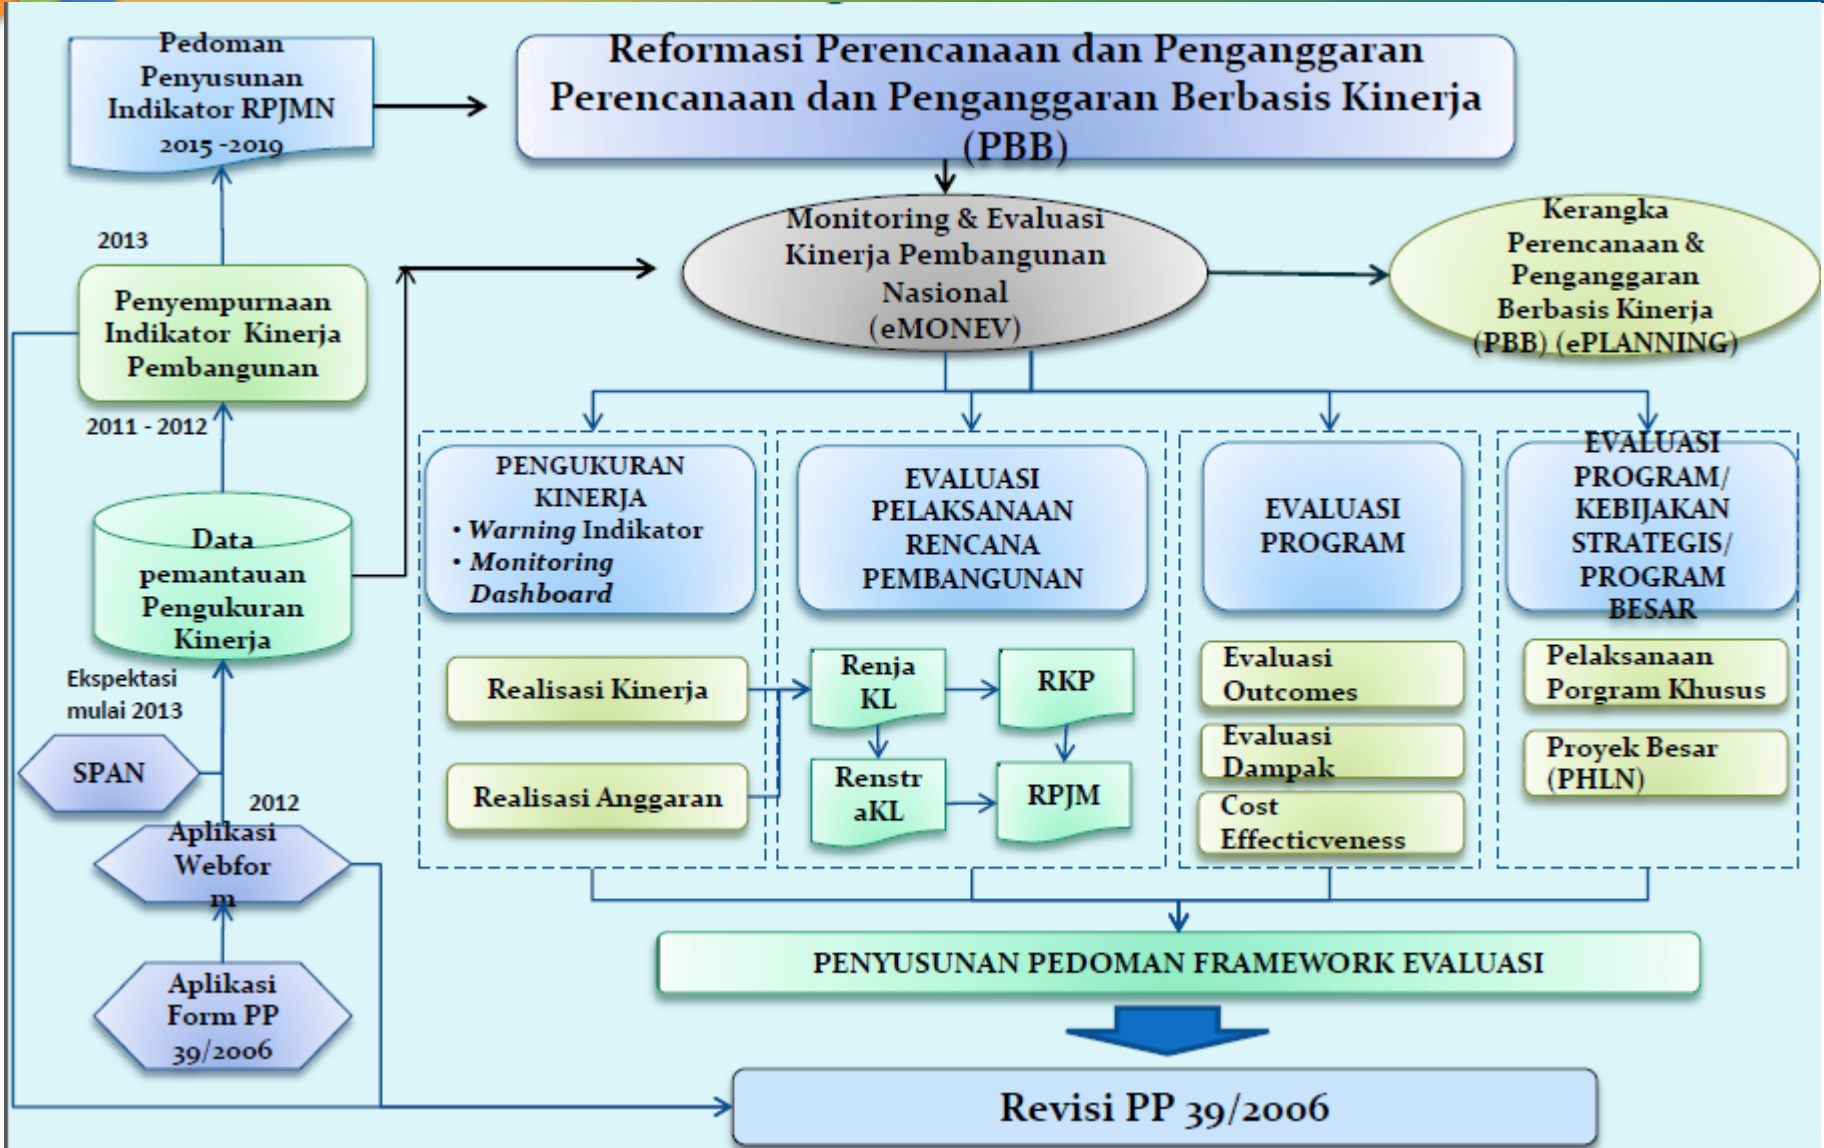 Pedoman
Penyusunan
Indikator RPJMN
2015 -2019
Reformasi Perencanaan dan Penganggaran
Perencanaan dan Penganggaran Berbasis Kinerja
(PBB)
Monitoring & Evaluasi
Kinerja Pembangunan
Nasional
(eMONEV)
Kerangka
Perencanaan &
Penganggaran
Berbasis Kinerja
(PBB) (ePLANNING)
2013
Penyempurnaan
Indikator Kinerja
Pembangunan
2011 - 2012
Data
pemantauan
Pengukuran
Kinerja
Ekspektasi
mulai 2013
SPAN
2012
Aplikasi
Webfor
m
Aplikasi
Form PP
39/2006
PENGUKURAN
KINERJA
• Warning Indikator
• Monitoring
Dashboard
Realisasi Kinerja
Realisasi Anggaran
EVALUASI
PELAKSANAAN
RENCANA
PEMBANGUNAN
Renja
KL
RKP
Renstr
aKL
RPJM
EVALUASI
PROGRAM
Evaluasi
Outcomes
Evaluasi
Dampak
Cost
Effecticveness
EVALUASI
PROGRAM/
KEBIJAKAN
STRATEGIS/
PROGRAM
BESAR
Pelaksanaan
Porgram Khusus
Proyek Besar
(PHLN)
PENYUSUNAN PEDOMAN FRAMEWORK EVALUASI
Revisi PP 39/2006